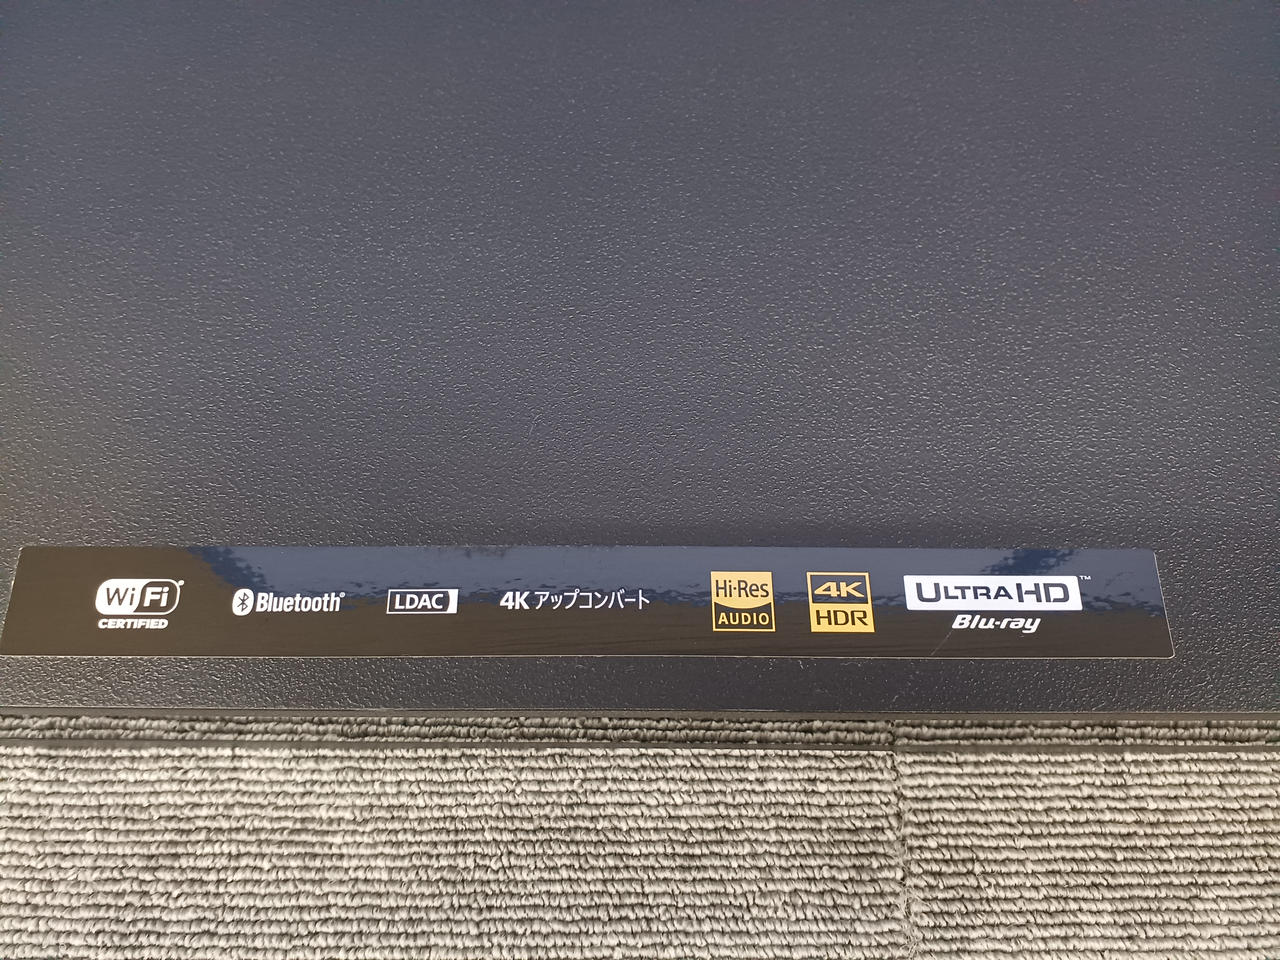 Wi Fi CERTIFIED
Bluetooth®
LDAC
4K アップコンバート
Hi-Res AUDIO
4K HDR
ULTRA HD™ Blu-ray